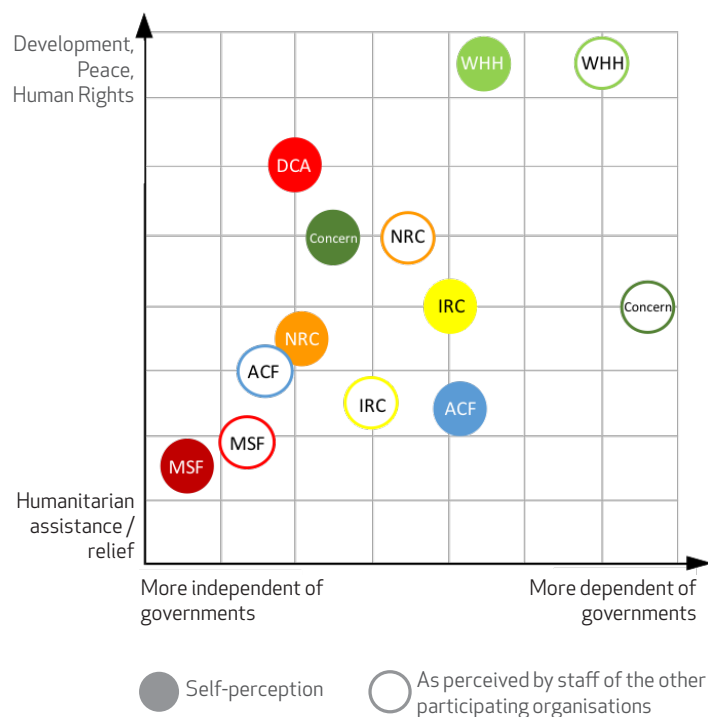 Development,
Peace,
Human Rights
WHH
WHH
DCA
Concern
NRC
IRC
Concern
NRC
ACF
IRC
ACF
MSF
MSF
Humanitarian
assistance /
relief
More independent of
governments
More dependent of
governments
Self-perception
As perceived by staff of the other
participating organisations